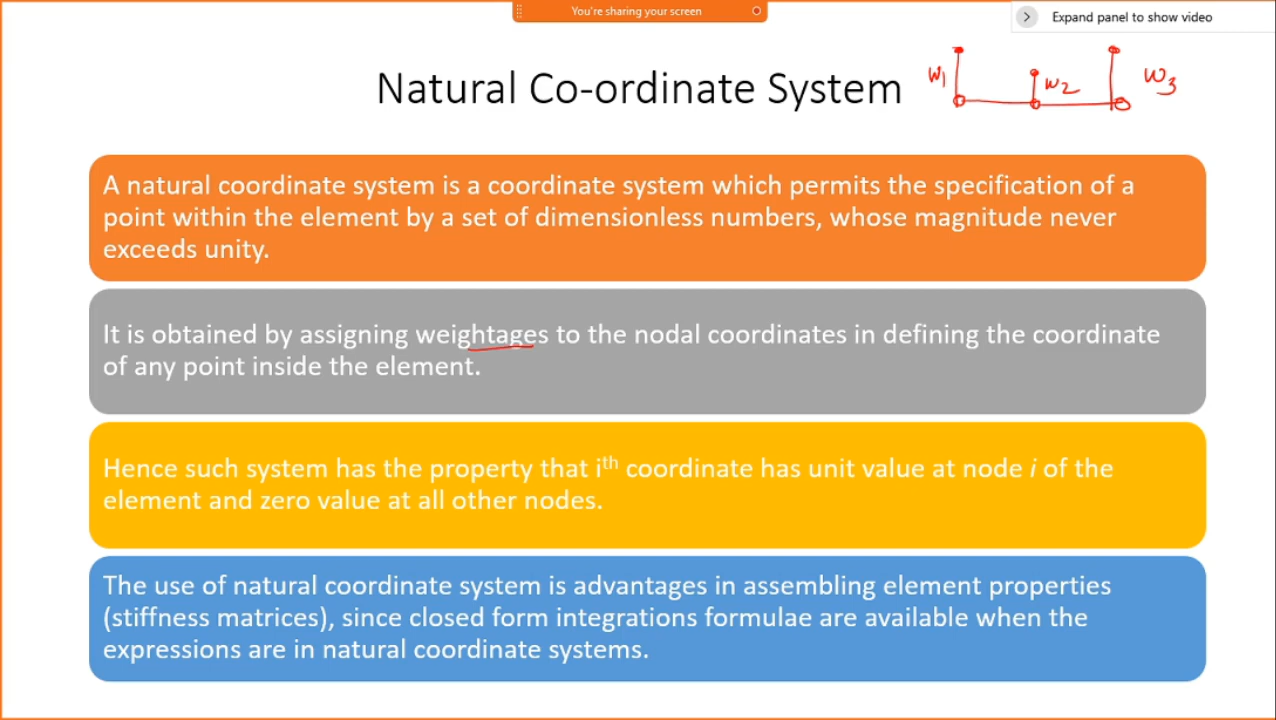 You're sharing your screen
Expand panel to show video
Natural Co-ordinate System
w1
w2
w3
A natural coordinate system is a coordinate system which permits the specification of a
point within the element by a set of dimensionless numbers, whose magnitude never
exceeds unity.
It is obtained by assigning weightages to the nodal coordinates in defining the coordinate
of any point inside the element.
Hence such system has the property that ith coordinate has unit value at node i of the
element and zero value at all other nodes.
The use of natural coordinate system is advantages in assembling element properties
(stiffness matrices), since closed form integrations formulae are available when the
expressions are in natural coordinate systems.